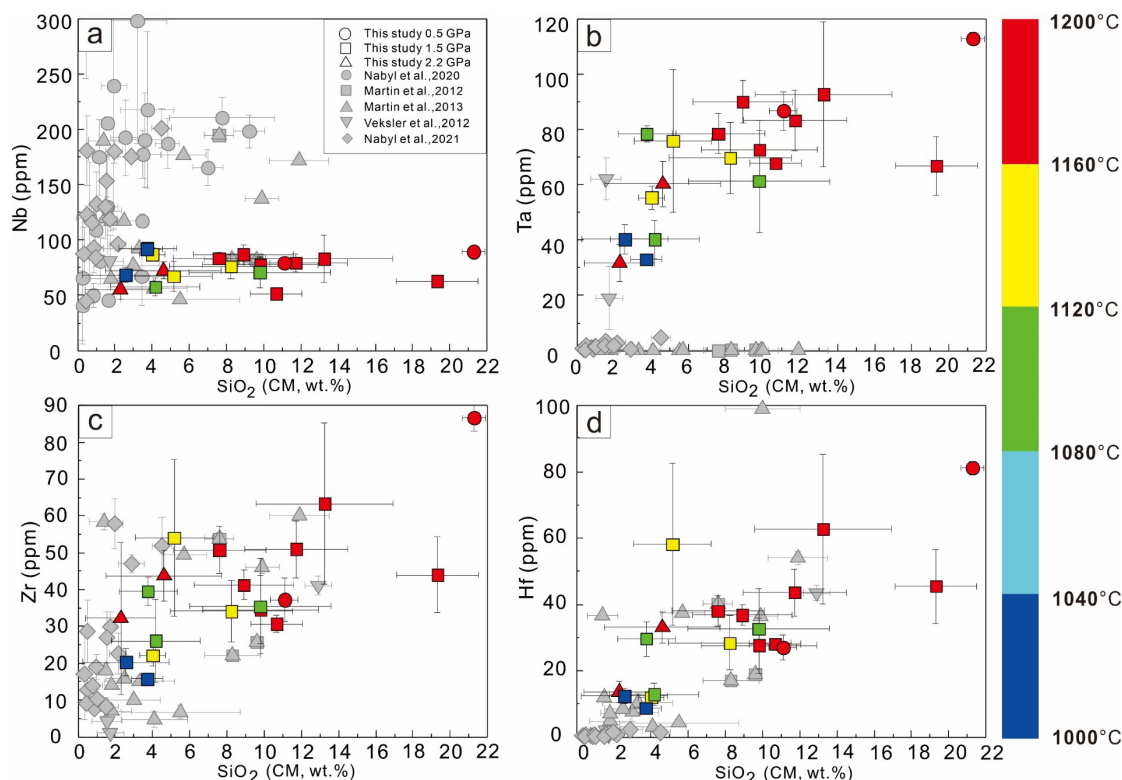 a
300
250
200
150
100
50
0
Nb (ppm)
0 2 4 6 8 10 12 14 16 18 20 22
SiO2 (CM, wt.%)
This study 0.5 GPa
This study 1.5 GPa
This study 2.2 GPa
Nabyl et al.,2020
Martin et al.,2012
Martin et al.,2013
Veksler et al.,2012
Nabyl et al.,2021
b
120
100
80
60
40
20
0
Ta (ppm)
0 2 4 6 8 10 12 14 16 18 20 22
SiO2 (CM, wt.%)
c
90
80
70
60
50
40
30
20
10
0
Zr (ppm)
0 2 4 6 8 10 12 14 16 18 20 22
SiO2 (CM, wt.%)
d
100
80
60
40
20
0
Hf (ppm)
0 2 4 6 8 10 12 14 16 18 20 22
SiO2 (CM, wt.%)
1200°C
1160°C
1120°C
1080°C
1040°C
1000°C